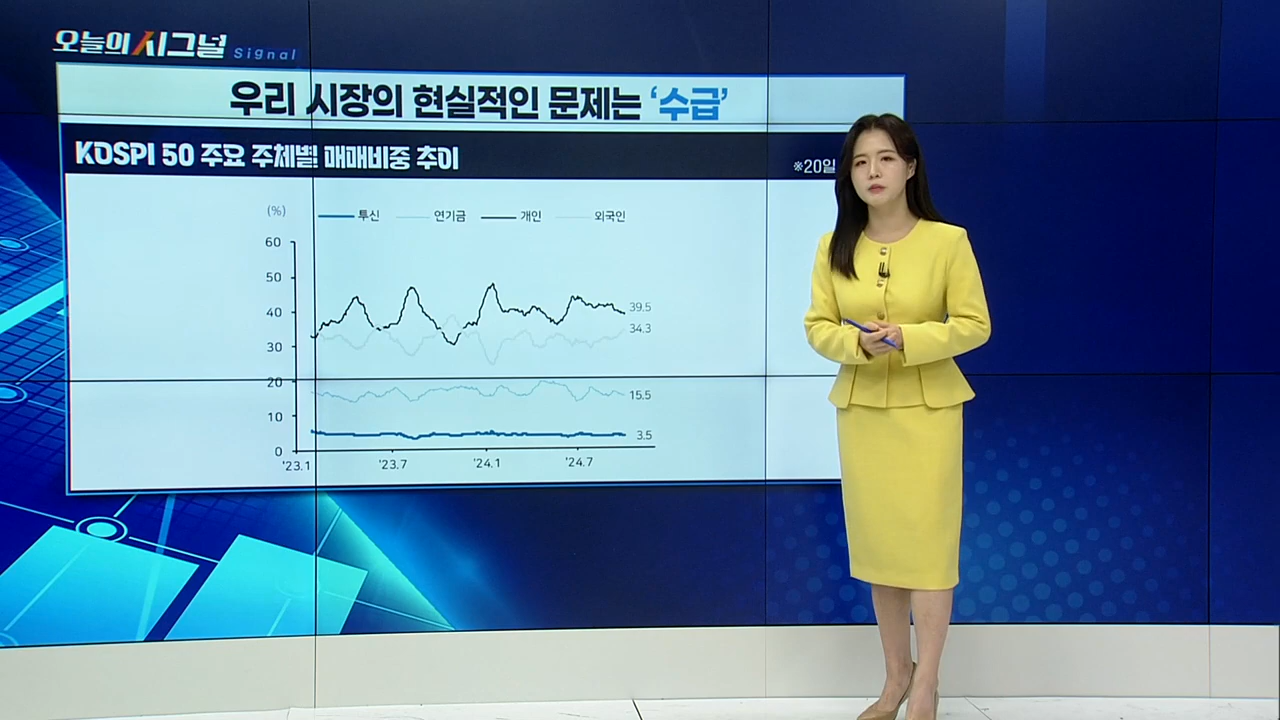 오늘의 시그널 Signal
우리 시장의 현실적인 문제는 ‘수급’
KOSPI 50 주요 주체별 매매비중 추이
※20일
(%)
투신 연기금 개인 외국인
60
50
40
30
20
10
0
39.5
34.3
15.5
3.5
'23.1 '23.7 '24.1 '24.7